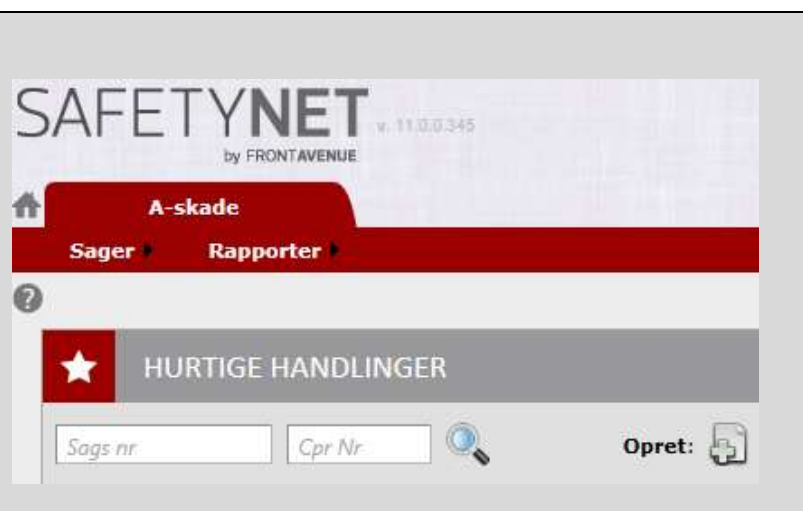 SAFETYNET v. 11.0.0.345
by FRONTAVENUE
A-skade
Sager Rapporter
?
HURTIGE HANDLINGER
Sags nr. Cpr Nr Opret: